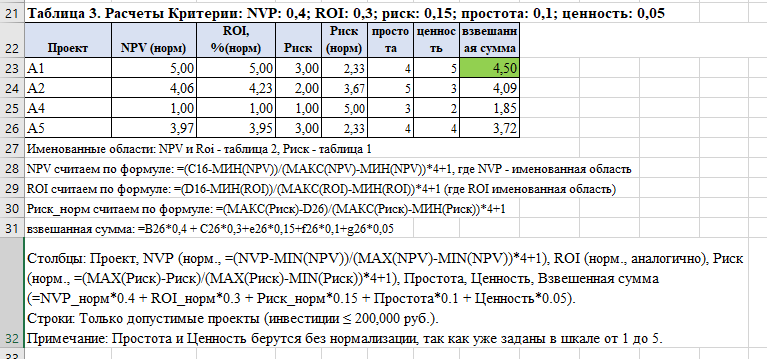 21 Таблица 3. Расчеты Критерии: NVP: 0,4; ROI: 0,3; риск: 0,15; простота: 0,1; ценность: 0,05
22 Проект NPV (норм) ROI, %(норм) Риск Риск (норм) просто та ценнос ть взвешанн ая сумма
23 A1 5,00 5,00 3,00 2,33 4 5 4,50
24 A2 4,06 4,23 2,00 3,67 5 3 4,09
25 A4 1,00 1,00 1,00 5,00 3 2 1,85
26 A5 3,97 3,95 3,00 2,33 4 4 3,72
27 Именованные области: NPV и Roi - таблица 2, Риск - таблица 1
28 NPV считаем по формуле: =(C16-МИН(NPV))/(МАКС(NPV)-МИН(NPV))*4+1, где NVP - именованная область
29 ROI считаем по формуле: =(D16-МИН(ROI))/(МАКС(ROI)-МИН(ROI))*4+1 (где ROI именованная область)
30 Риск_норм считаем по формуле: =(МАКС(Риск)-D26)/(МАКС(Риск)-МИН(Риск))*4+1
31 взвешанная сумма: =B26*0,4 + C26*0,3+e26*0,15+f26*0,1+g26*0,05
Столбцы: Проект, NVP (норм., =(NVP-MIN(NVP))/(MAX(NVP)-MIN(NVP))*4+1), ROI (норм., аналогично), Риск
(норм., =(MAX(Риск)-Риск)/(MAX(Риск)-MIN(Риск))*4+1), Простота, Ценность, Взвешенная сумма
(=NVP_норм*0.4 + ROI_норм*0.3 + Риск_норм*0.15 + Простота*0.1 + Ценность*0.05).
Строки: Только допустимые проекты (инвестиции ≤ 200,000 руб.).
32 Примечание: Простота и Ценность берутся без нормализации, так как уже заданы в шкале от 1 до 5.
33